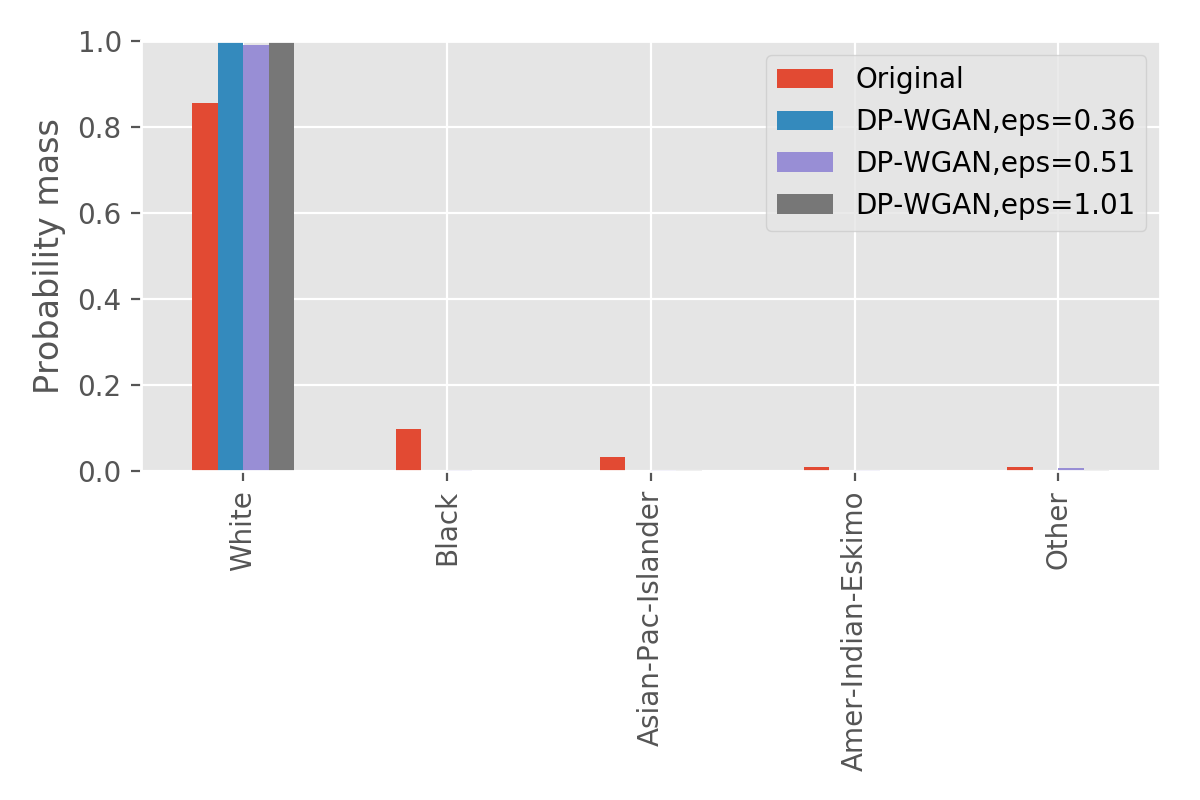 Probability mass
1.0
0.8
0.6
0.4
0.2
0.0
Original
DP-WGAN,eps=0.36
DP-WGAN,eps=0.51
DP-WGAN,eps=1.01
White
Black
Asian-Pac-Islander
Amer-Indian-Eskimo
Other